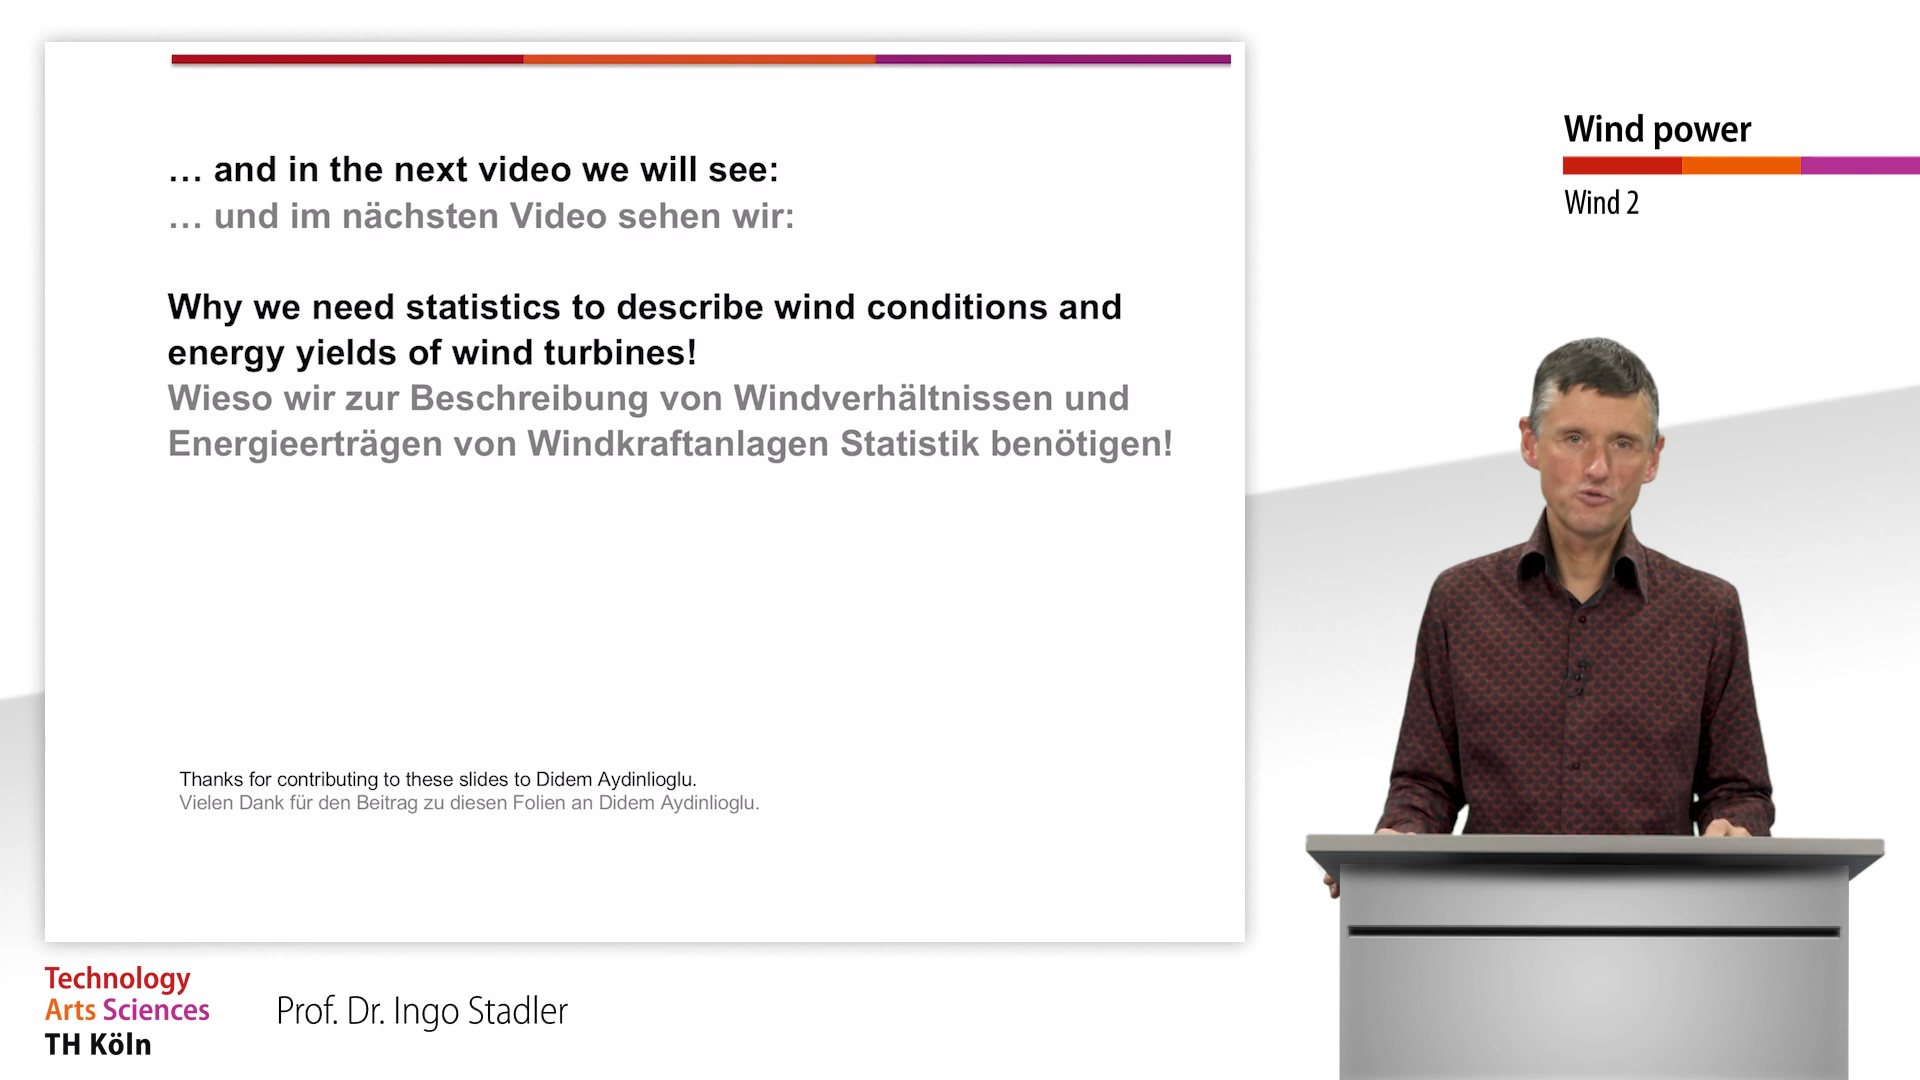 … and in the next video we will see:
… und im nächsten Video sehen wir:
Why we need statistics to describe wind conditions and
energy yields of wind turbines!
Wieso wir zur Beschreibung von Windverhältnissen und
Energieerträgen von Windkraftanlagen Statistik benötigen!
Thanks for contributing to these slides to Didem Aydinlioglu.
Vielen Dank für den Beitrag zu diesen Folien an Didem Aydinlioglu.
Wind power
Wind 2
Technology
Arts Sciences
TH Köln
Prof. Dr. Ingo Stadler